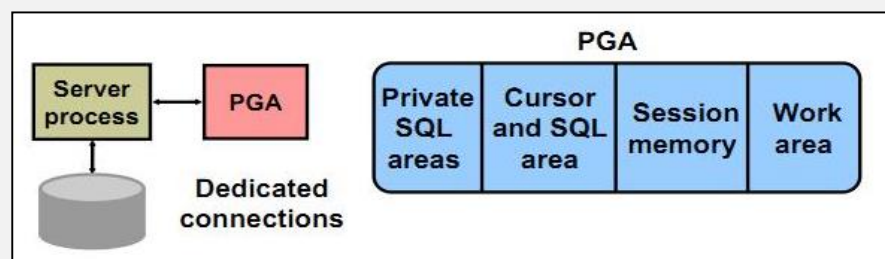 PGA
Server
process
PGA
Dedicated
connections
Private
SQL
areas
Cursor
and SQL
area
Session
memory
Work
area